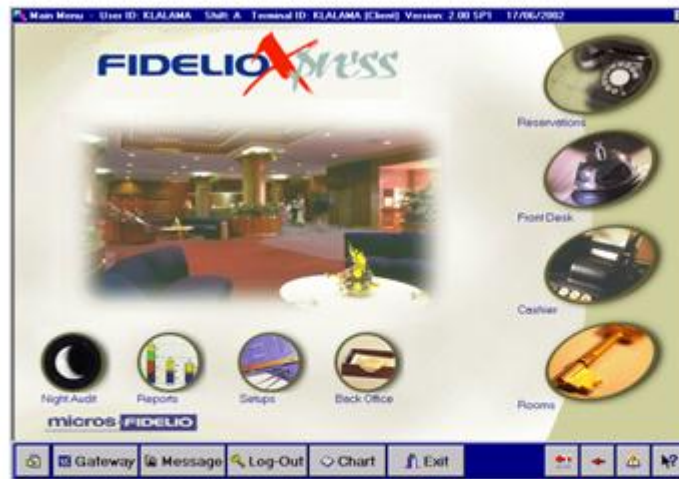 Main Menu - User ID: KLALAMA Shift: A Terminal ID: KLALAMA (Client) Version: 2.00 SP1 17/06/2002
FIDELIO Xpress
Reservations
Front Desk
Cashier
Rooms
Night Audit Reports Setups Back Office
micros FIDELIO
Gateway Message Log-Out Chart Exit